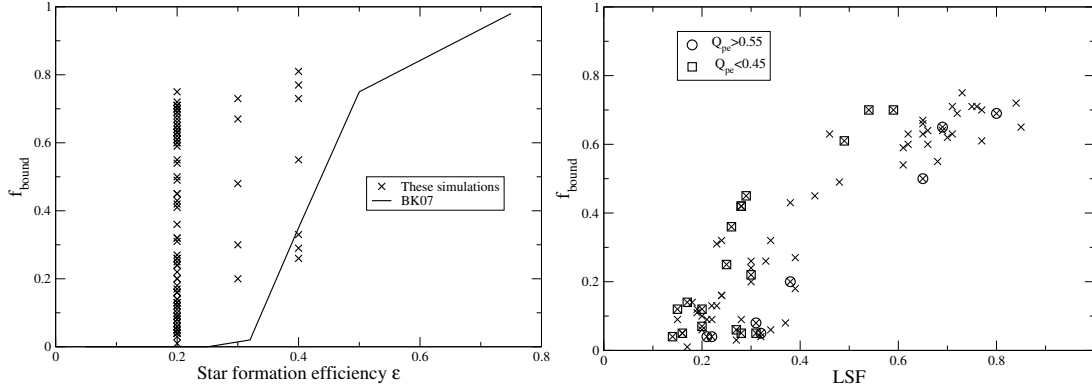 1
0.8
0.6
0.4
0.2
0
f_bound
× These simulations
BK07
0 0.2 0.4 0.6 0.8
Star formation efficiency ε
1
0.8
0.6
0.4
0.2
0
f_bound
Q_pe>0.55
Q_pe<0.45
0 0.2 0.4 0.6 0.8 1
LSF